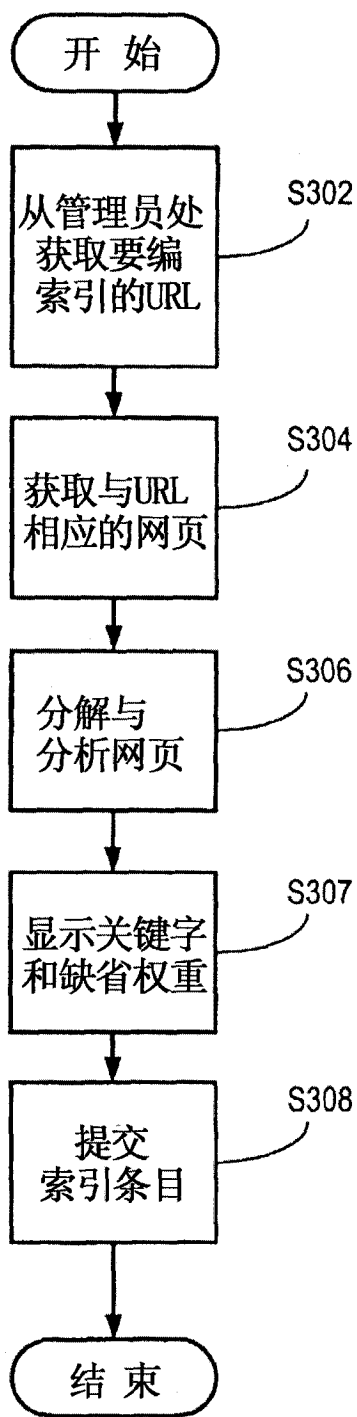 开 始
从管理员处
获取要编
索引的URL
S302
获取与URL
相应的网页
S304
分解与
分析网页
S306
显示关键字
和缺省权重
S307
提交
索引条目
S308
结 束